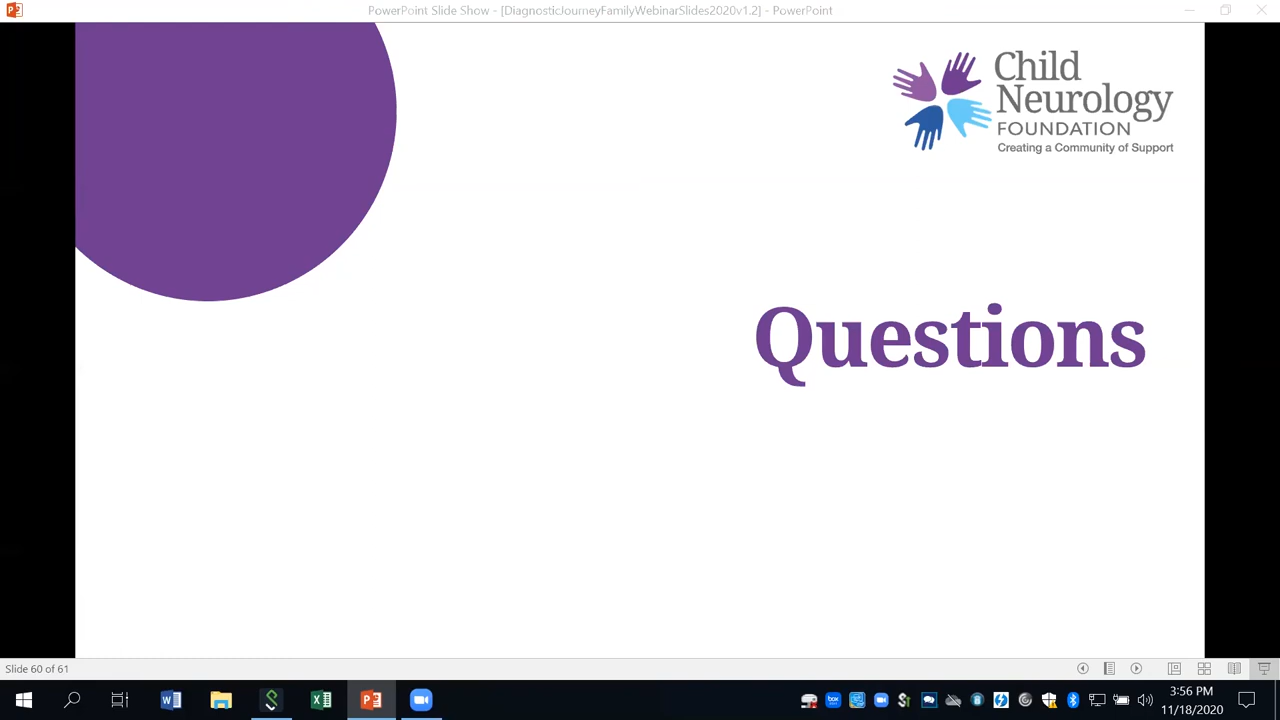 PowerPoint Slide Show - [DiagnosticJourneyFamilyWebinarSlides2020v1.2] - PowerPoint
Child
Neurology
FOUNDATION
Creating a Community of Support
Questions
Slide 60 of 61
3:56 PM
11/18/2020